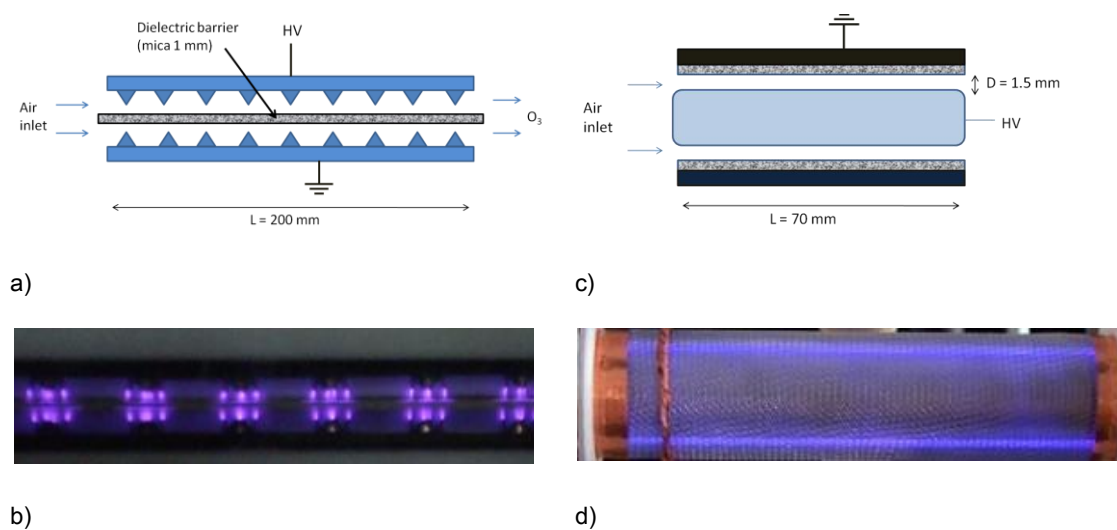 Dielectric barrier
(mica 1 mm)
HV
Air
inlet
O3
L = 200 mm
a)
D = 1.5 mm
Air
inlet
HV
L = 70 mm
c)
b)
d)